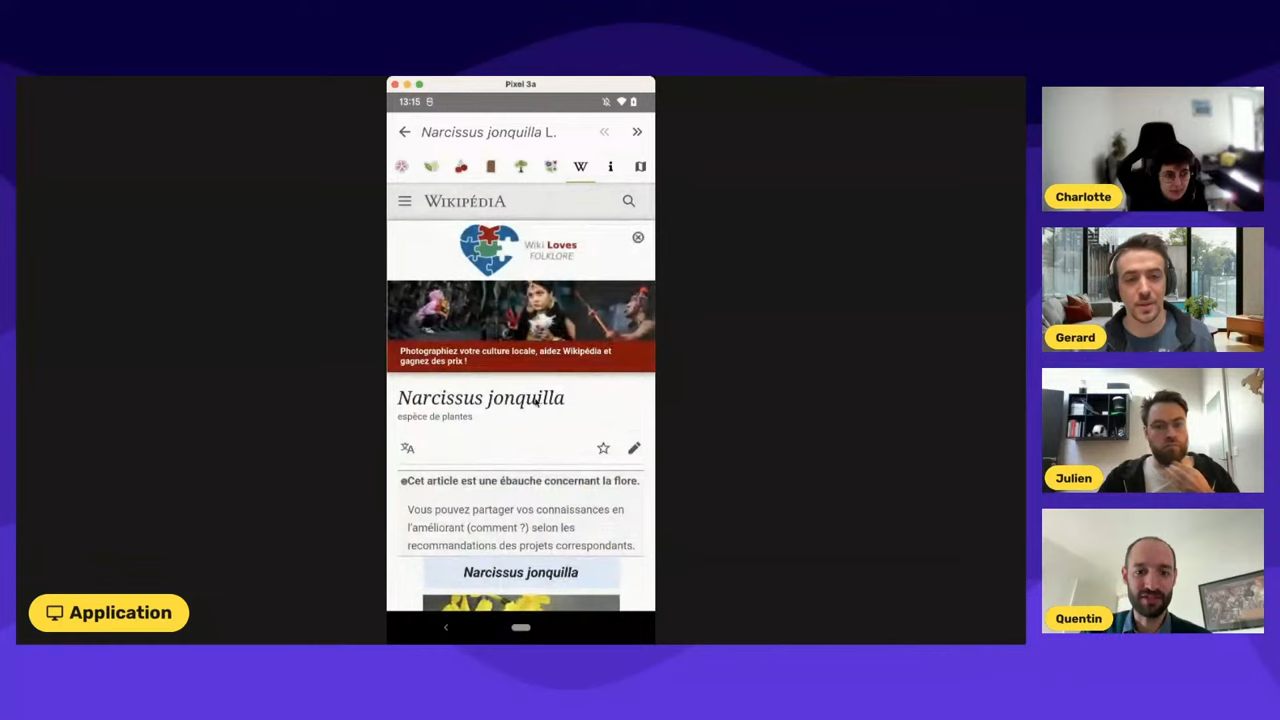 Pixel 3a
13:15
Narcissus jonquilla L.
W
WIKIPÉDIA
Wiki Loves
FOLKLORE
Photographiez votre culture locale, aidez Wikipédia et
gagnez des prix !
Narcissus jonquilla
espèce de plantes
Cet article est une ébauche concernant la flore.
Vous pouvez partager vos connaissances en
l'améliorant (comment ?) selon les
recommandations des projets correspondants.
Narcissus jonquilla
Application
Charlotte
Gerard
Julien
Quentin